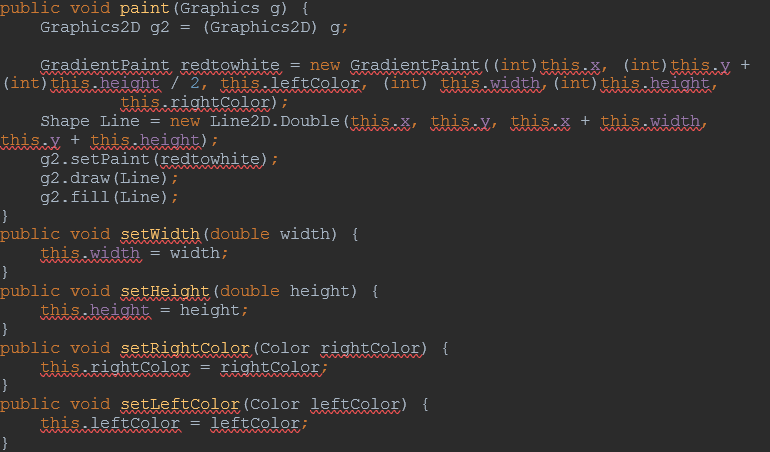 public void paint(Graphics g) {
    Graphics2D g2 = (Graphics2D) g;
    GradientPaint redtowhite = new GradientPaint((int)this.x, (int)this.y +
(int)this.height / 2, this.leftColor, (int) this.width,(int)this.height,
            this.rightColor);
    Shape Line = new Line2D.Double(this.x, this.y, this.x + this.width,
this.y + this.height);
    g2.setPaint(redtowhite);
    g2.draw(Line);
    g2.fill(Line);
}
public void setWidth(double width) {
    this.width = width;
}
public void setHeight(double height) {
    this.height = height;
}
public void setRightColor(Color rightColor) {
    this.rightColor = rightColor;
}
public void setLeftColor(Color leftColor) {
    this.leftColor = leftColor;
}